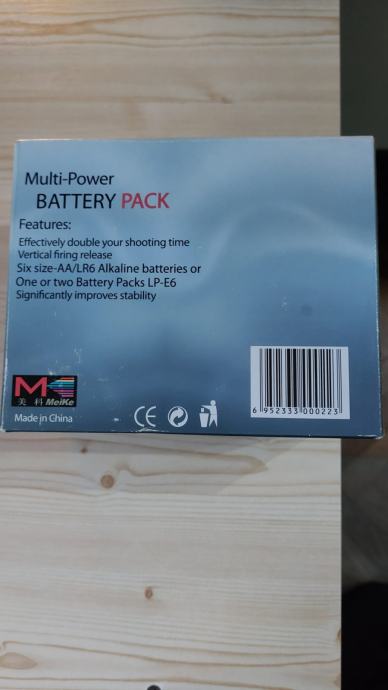 Multi-Power
BATTERY PACK
Features:
Effectively double your shooting time
Vertical firing release
Six size-AA/LR6 Alkaline batteries or
One or two Battery Packs LP-E6
Significantly improves stability
M
美 科 MeiKe
Made in China
CE
6 952333 000223